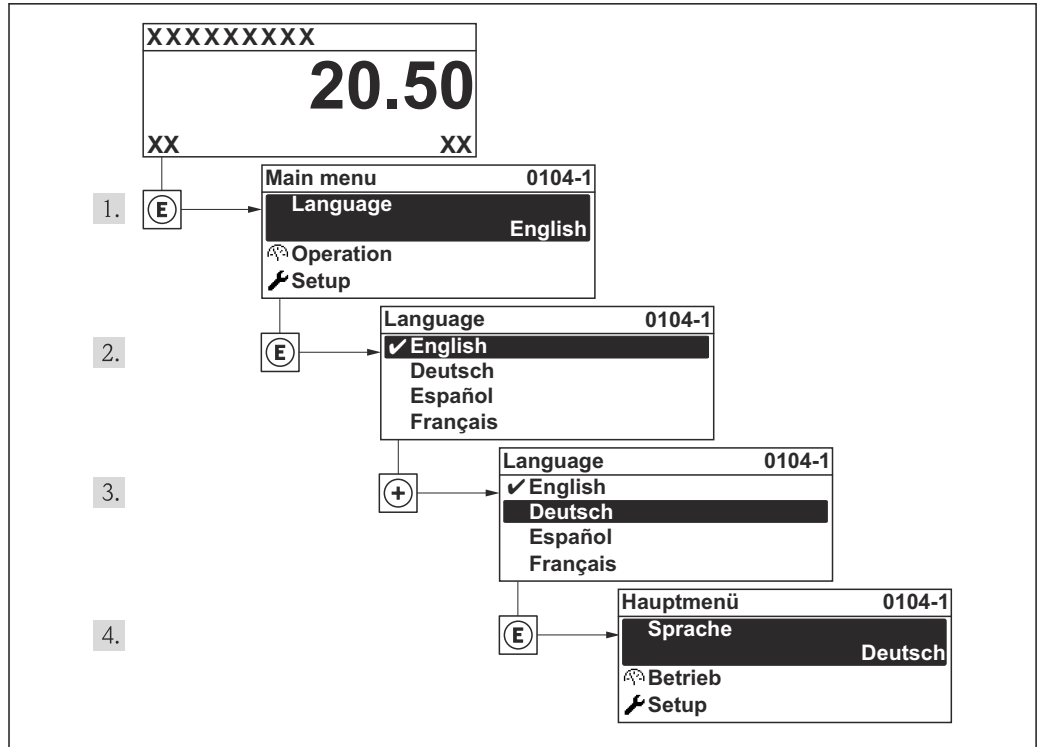 XXXXXXXXX
20.50
XX XX
1. E
Main menu 0104-1
Language
English
Operation
Setup
2. E
Language 0104-1
✔ English
Deutsch
Español
Français
3. +
Language 0104-1
✔ English
Deutsch
Español
Français
4. E
Hauptmenü 0104-1
Sprache
Deutsch
Betrieb
Setup